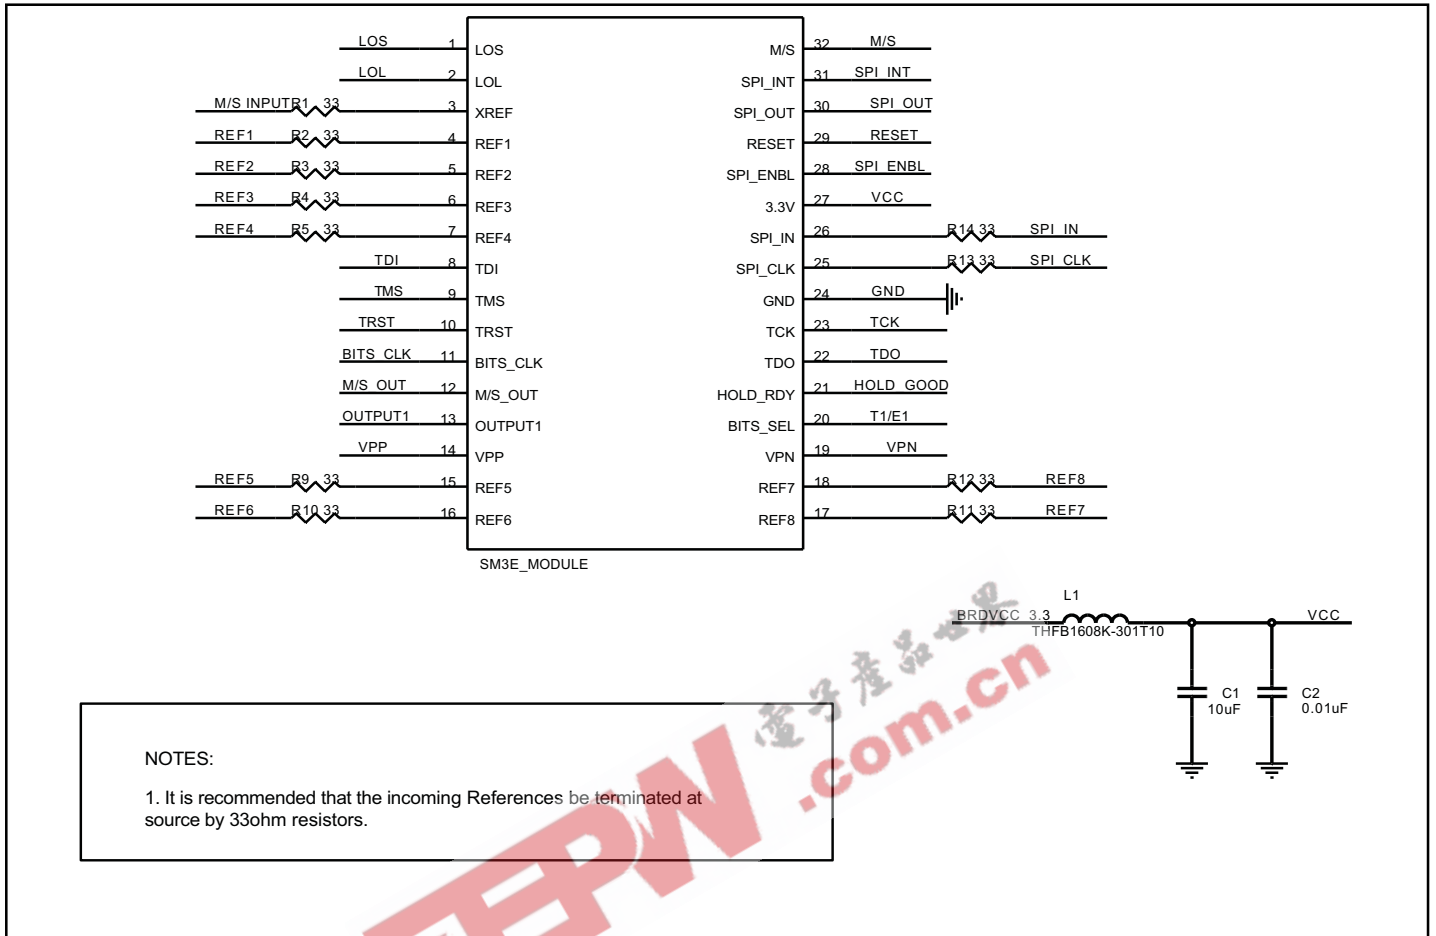 LOS 1 LOS M/S 32 M/S
LOL 2 LOL SPI_INT 31 SPI_INT
M/S INPUT R1 33 3 XREF SPI_OUT 30 SPI_OUT
REF1 R2 33 4 REF1 RESET 29 RESET
REF2 R3 33 5 REF2 SPI_ENBL 28 SPI_ENBL
REF3 R4 33 6 REF3 3.3V 27 VCC
REF4 R5 33 7 REF4 SPI_IN 26 R14 33 SPI_IN
TDI 8 TDI SPI_CLK 25 R13 33 SPI_CLK
TMS 9 TMS GND 24 GND
TRST 10 TRST TCK 23 TCK
BITS_CLK 11 BITS_CLK TDO 22 TDO
M/S_OUT 12 M/S_OUT HOLD_RDY 21 HOLD_GOOD
OUTPUT1 13 OUTPUT1 BITS_SEL 20 T1/E1
VPP 14 VPP VPN 19 VPN
REF5 R9 33 15 REF5 REF7 18 R12 33 REF8
REF6 R10 33 16 REF6 REF8 17 R11 33 REF7
SM3E_MODULE
L1
BRDVCC_3.3 VCC
THFB1608K-301T10
C1 C2
10uF 0.01uF
電子產品世界
.com.cn
EEPW
NOTES:
1. It is recommended that the incoming References be terminated at
source by 33ohm resistors.